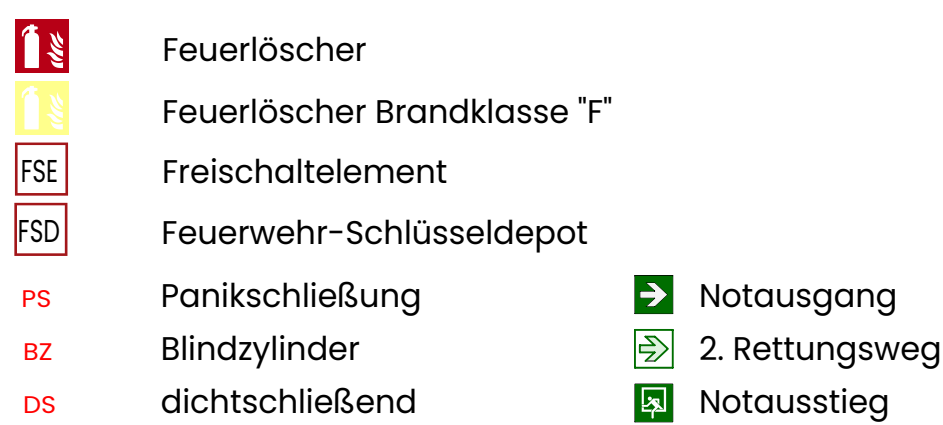 Feuerlöscher
Feuerlöscher Brandklasse "F"
FSE Freischaltelement
FSD Feuerwehr-Schlüsseldepot
PS Panikschließung Notausgang
BZ Blindzylinder 2. Rettungsweg
DS dichtschließend Notausstieg